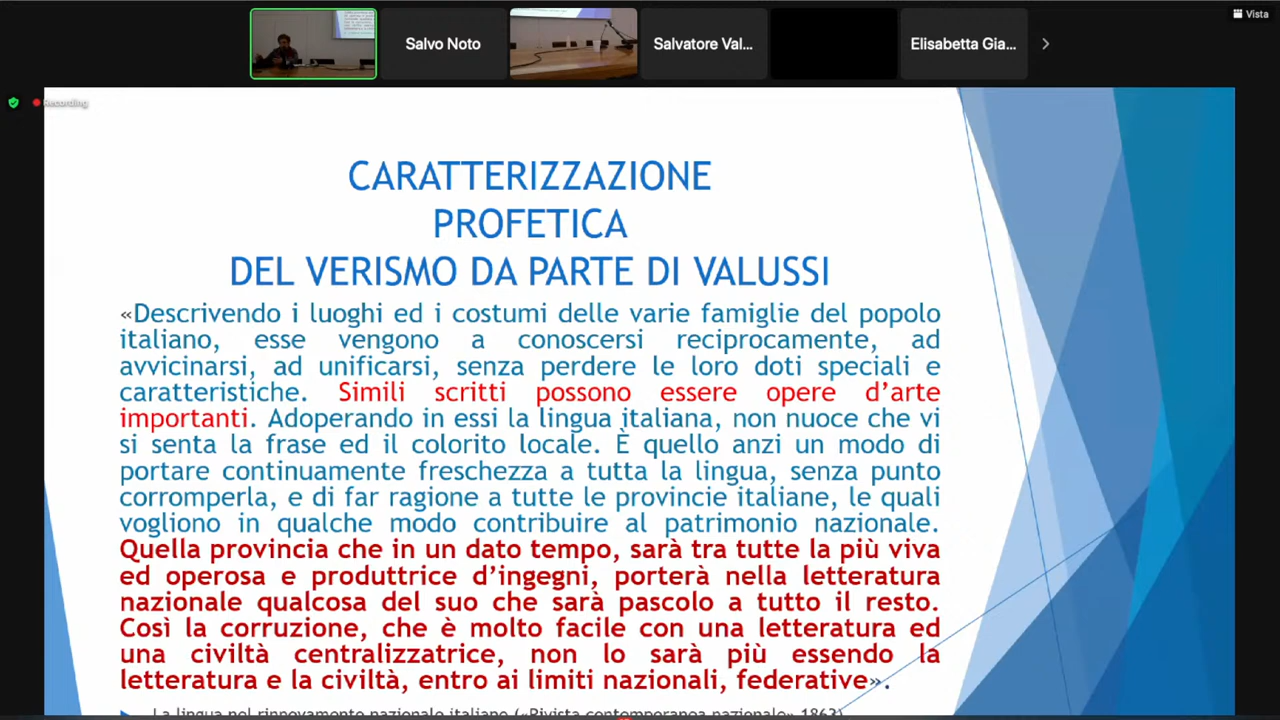 Vista
Salvo Noto
Salvatore Val...
Elisabetta Gia...
Recording
CARATTERIZZAZIONE
PROFETICA
DEL VERISMO DA PARTE DI VALUSSI
«Descrivendo i luoghi ed i costumi delle varie famiglie del popolo
italiano, esse vengono a conoscersi reciprocamente, ad
avvicinarsi, ad unificarsi, senza perdere le loro doti speciali e
caratteristiche. Simili scritti possono essere opere d’arte
importanti. Adoperando in essi la lingua italiana, non nuoce che vi
si senta la frase ed il colorito locale. È quello anzi un modo di
portare continuamente freschezza a tutta la lingua, senza punto
corromperla, e di far ragione a tutte le provincie italiane, le quali
vogliono in qualche modo contribuire al patrimonio nazionale.
Quella provincia che in un dato tempo, sarà tra tutte la più viva
ed operosa e produttrice d’ingegni, porterà nella letteratura
nazionale qualcosa del suo che sarà pascolo a tutto il resto.
Così la corruzione, che è molto facile con una letteratura ed
una civiltà centralizzatrice, non lo sarà più essendo la
letteratura e la civiltà, entro ai limiti nazionali, federative».
La lingua nel rinnovamento nazionale italiano («Rivista contemporanea nazionale» 1863)